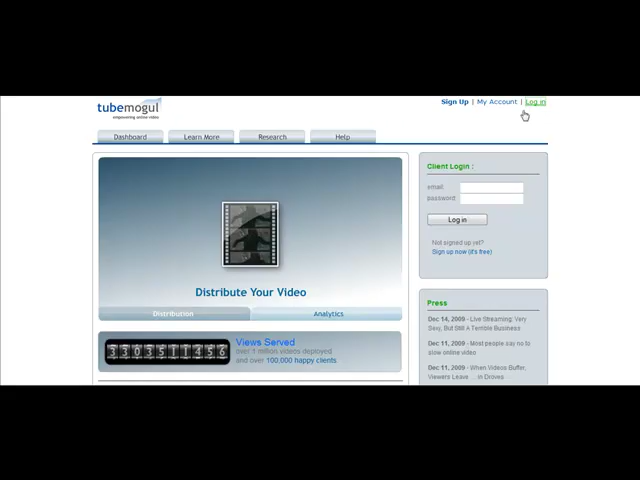 tubemogul
empowering online video
Sign Up | My Account | Log in
Dashboard
Learn More
Research
Help
Distribute Your Video
Distribution
Analytics
33035111456
Views Served
over 1 million videos deployed
and over 100,000 happy clients
Client Login :
email:
password:
Log in
Not signed up yet?
Sign up now (it's free)
Press
Dec 14, 2009 - Live Streaming: Very
Sexy, But Still A Terrible Business
Dec 11, 2009 - Most people say no to
slow online video
Dec 11, 2009 - When Videos Buffer,
Viewers Leave ... in Droves